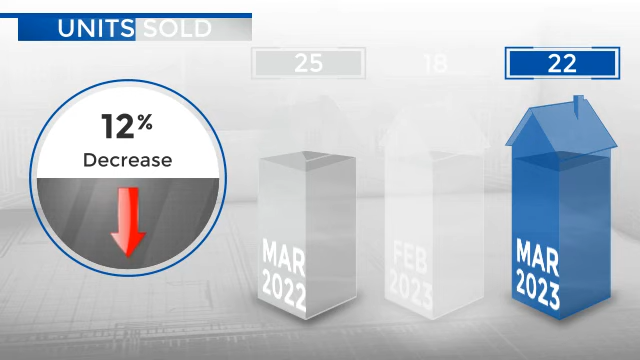 UNITS SOLD
12%
Decrease
25
18
22
MAR
2022
FEB
2023
MAR
2023